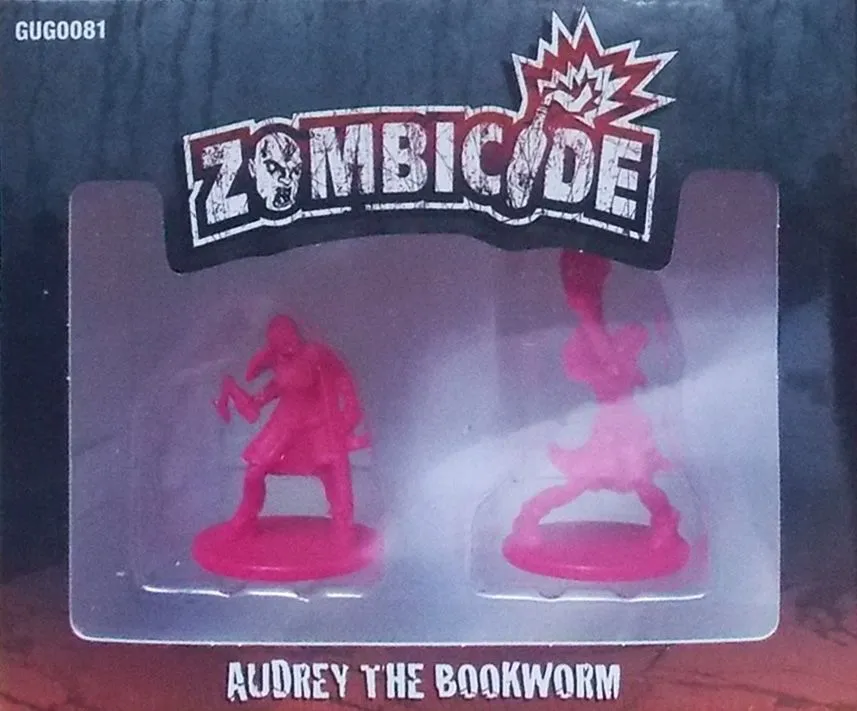 GUG0081
ZOMBICIDE
AUDREY THE BOOKWORM